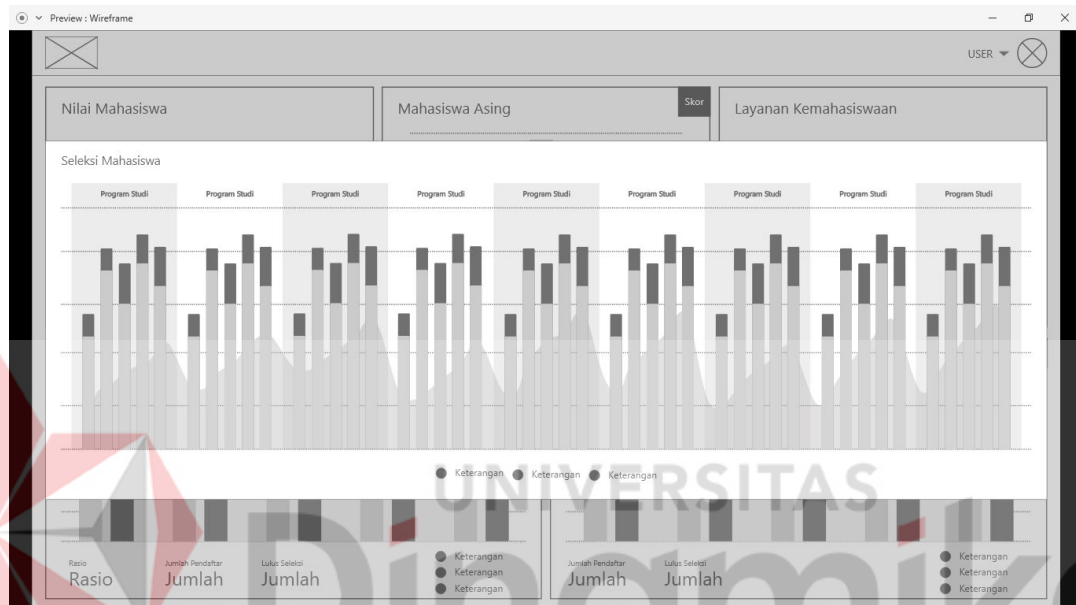 Preview : Wireframe
USER
Nilai Mahasiswa
Mahasiswa Asing
Skor
Layanan Kemahasiswaan
Seleksi Mahasiswa
Program Studi Program Studi Program Studi Program Studi Program Studi Program Studi Program Studi Program Studi Program Studi
Keterangan Keterangan Keterangan
UNIVERSITAS
Dinamika
Rasio Jumlah Pendaftar Lulus Seleksi
Rasio Jumlah Jumlah
Keterangan
Keterangan
Keterangan
Jumlah Pendaftar Lulus Seleksi
Jumlah Jumlah
Keterangan
Keterangan
Keterangan